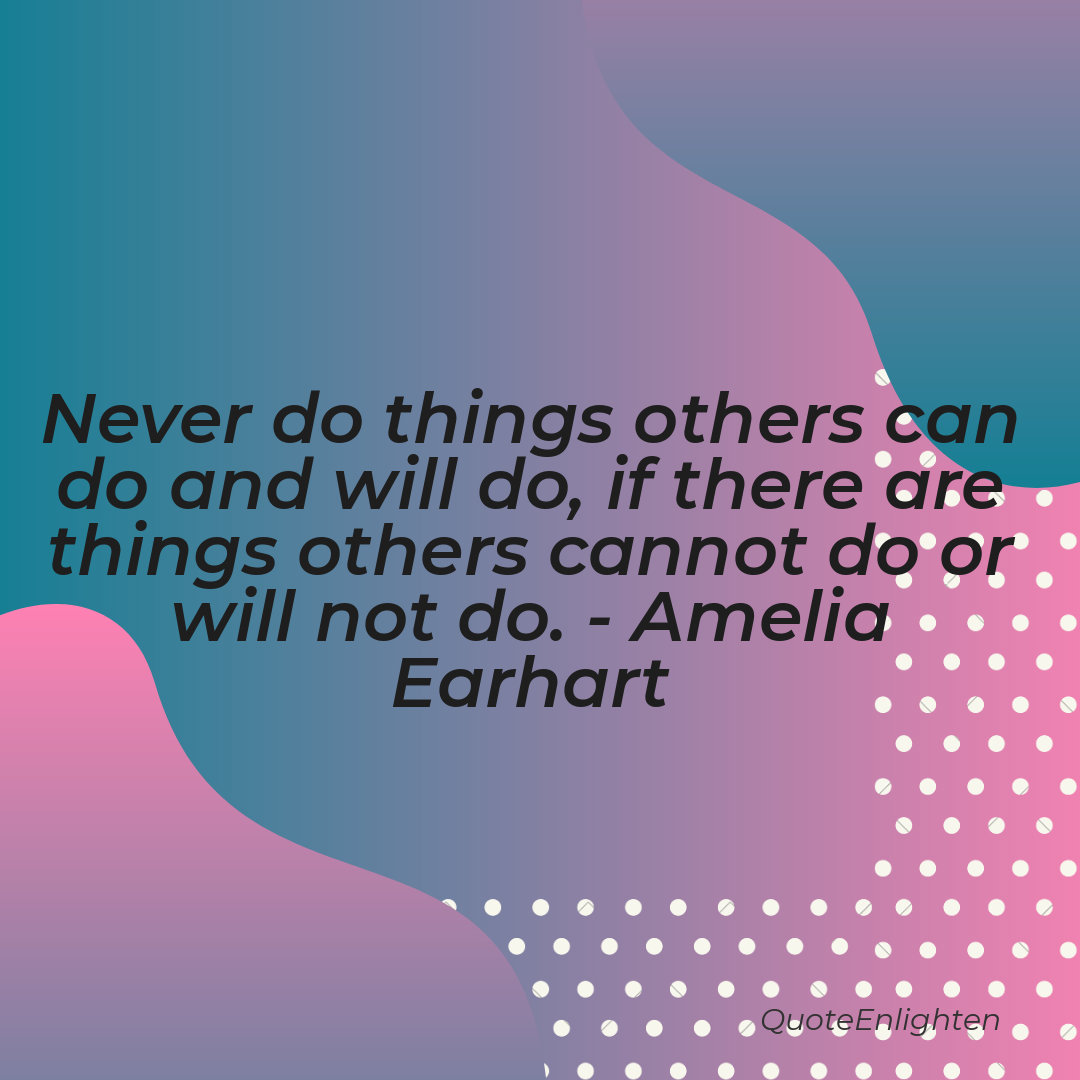 Never do things others can
do and will do, if there are
things others cannot do or
will not do. - Amelia
Earhart
QuoteEnlighten